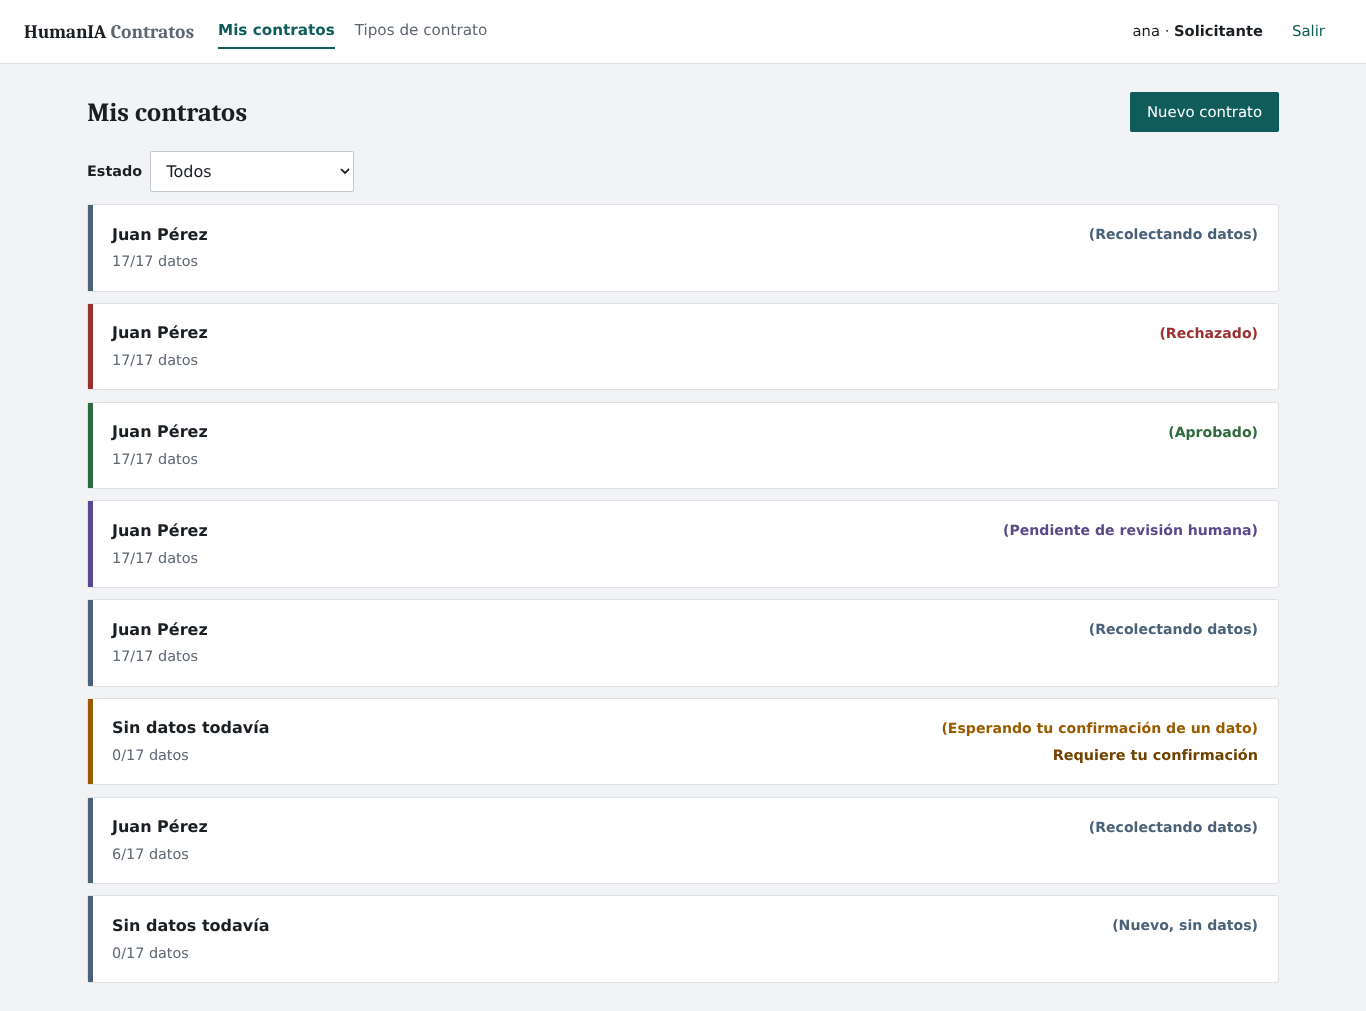 HumanIA Contratos Mis contratos Tipos de contrato ana · Solicitante Salir
Mis contratos Nuevo contrato
Estado Todos
Juan Pérez (Recolectando datos)
17/17 datos
Juan Pérez (Rechazado)
17/17 datos
Juan Pérez (Aprobado)
17/17 datos
Juan Pérez (Pendiente de revisión humana)
17/17 datos
Juan Pérez (Recolectando datos)
17/17 datos
Sin datos todavía (Esperando tu confirmación de un dato)
0/17 datos Requiere tu confirmación
Juan Pérez (Recolectando datos)
6/17 datos
Sin datos todavía (Nuevo, sin datos)
0/17 datos